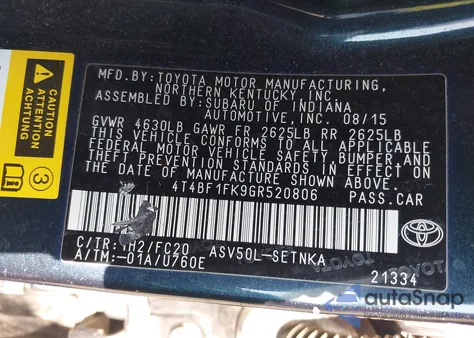 MFD.BY:TOYOTA MOTOR MANUFACTURING,
NORTHERN KENTUCKY,INC.
ASSEMBLED BY:SUBARU OF INDIANA
AUTOMOTIVE,INC. 08/15
GVWR 4630LB GAWR FR 2625LB RR 2625LB
THIS VEHICLE CONFORMS TO ALL APPLICABLE
FEDERAL MOTOR VEHICLE SAFETY, BUMPER,
AND THEFT PREVENTION STANDARDS IN EFFECT ON
THE DATE OF MANUFACTURE SHOWN ABOVE.
4T4BF1FK9GR520806 PASS.CAR
C/TR: 1H2/FC20 ASV50L-SETNKA
A/TM:-01A/U760E
21334
TOYOTA
CAUTION
ACHTUNG
ATTENTION
3
autoSnap